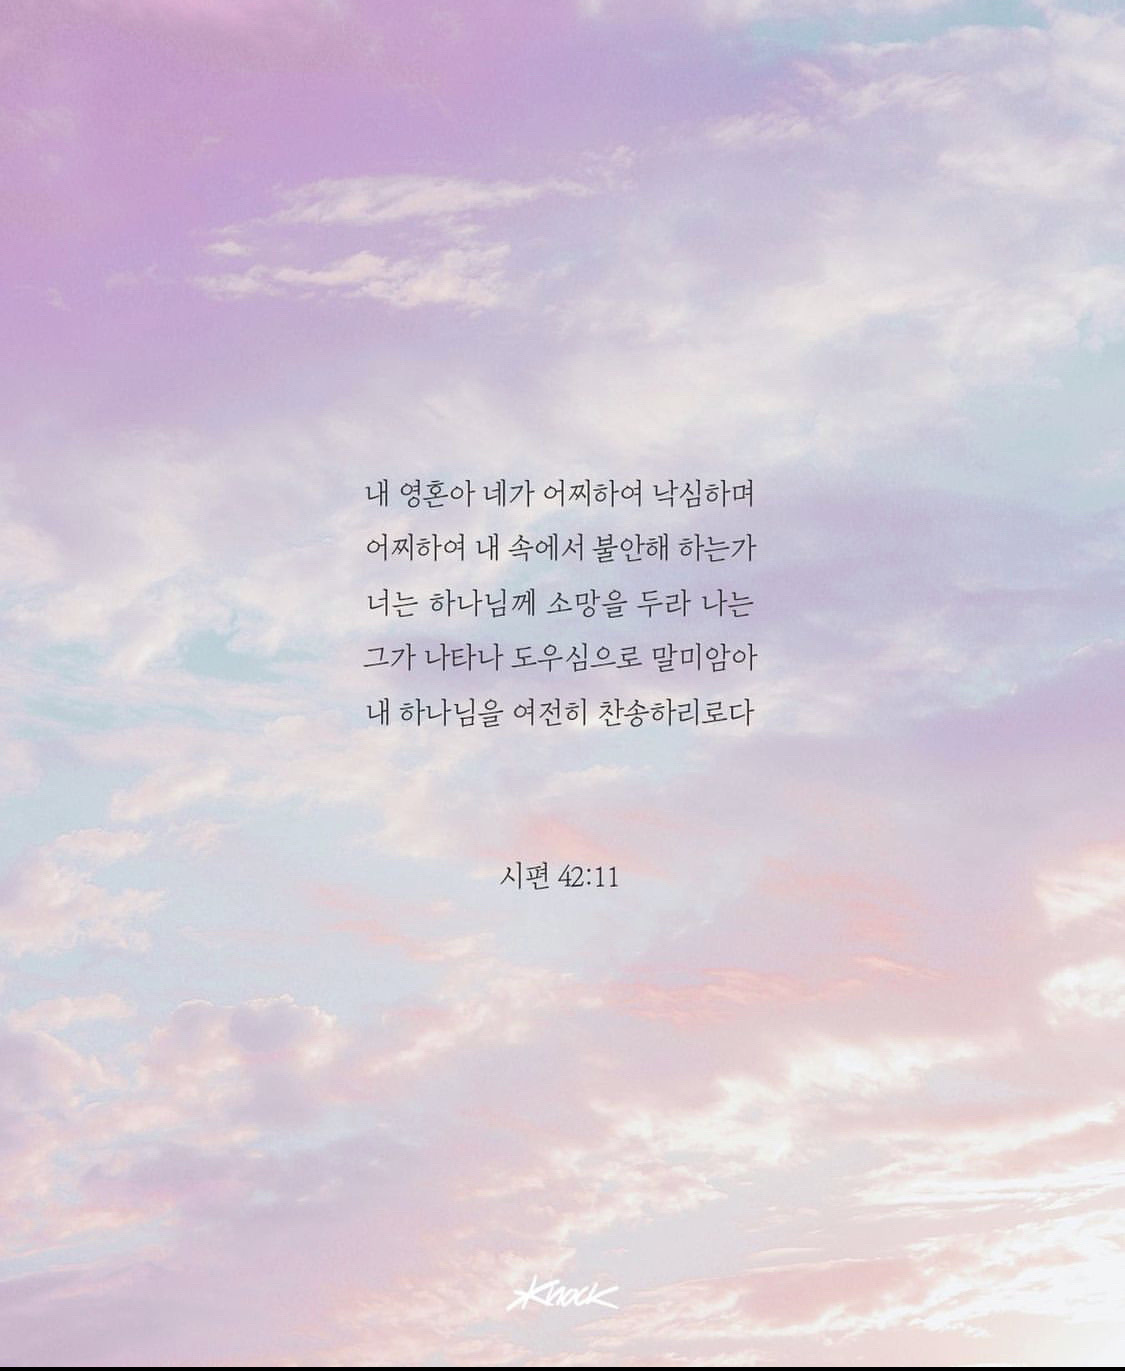 내 영혼아 네가 어찌하여 낙심하며
어찌하여 내 속에서 불안해 하는가
너는 하나님께 소망을 두라 나는
그가 나타나 도우심으로 말미암아
내 하나님을 여전히 찬송하리로다
시편 42:11
Knock